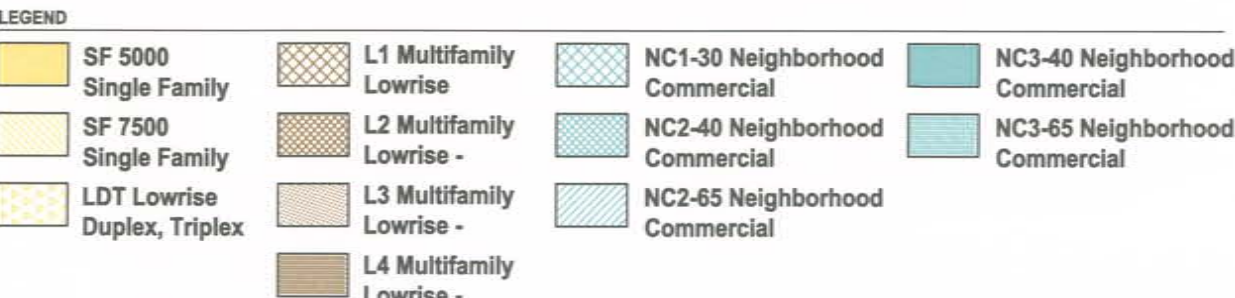 LEGEND
SF 5000
Single Family
SF 7500
Single Family
LDT Lowrise
Duplex, Triplex
L1 Multifamily
Lowrise
L2 Multifamily
Lowrise -
L3 Multifamily
Lowrise -
L4 Multifamily
Lowrise -
NC1-30 Neighborhood
Commercial
NC2-40 Neighborhood
Commercial
NC2-65 Neighborhood
Commercial
NC3-40 Neighborhood
Commercial
NC3-65 Neighborhood
Commercial